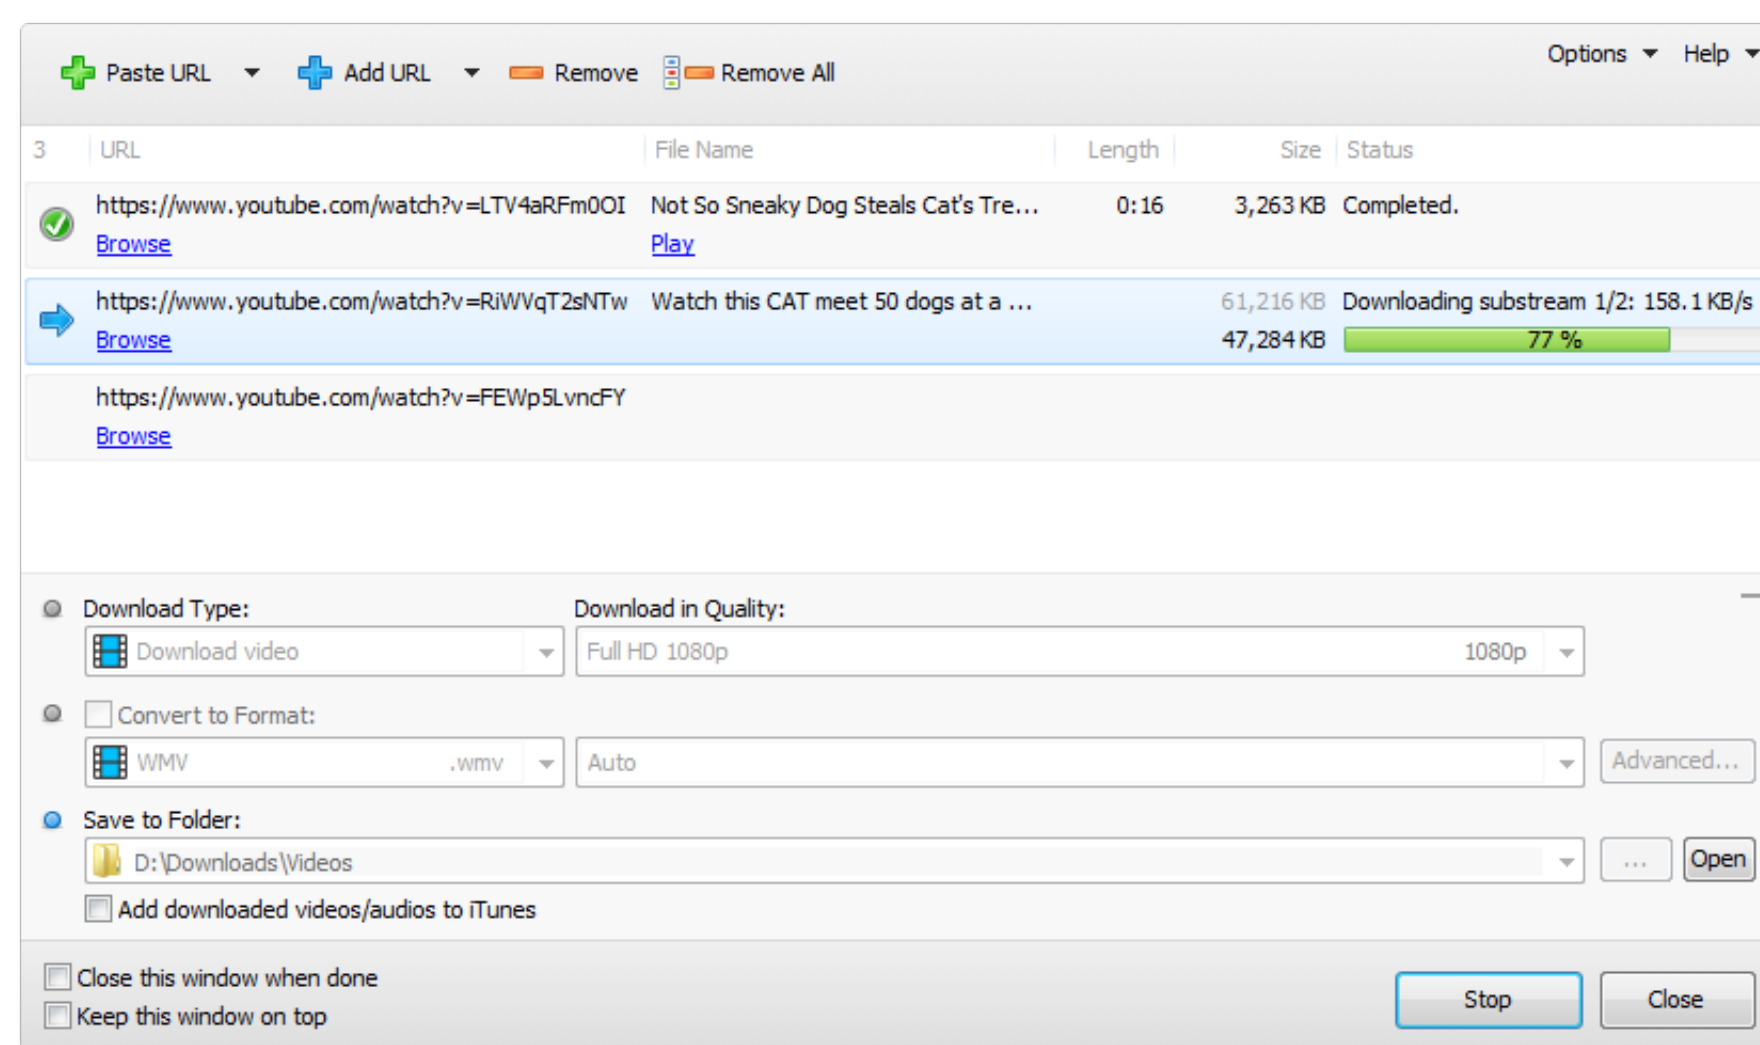 Paste URL Add URL Remove Remove All Options Help
3 URL File Name Length Size Status
https://www.youtube.com/watch?v=LTV4aRFm0OI Not So Sneaky Dog Steals Cat's Tre... 0:16 3,263 KB Completed.
Browse Play
https://www.youtube.com/watch?v=RiWVqT2sNTw Watch this CAT meet 50 dogs at a ... 61,216 KB Downloading substream 1/2: 158.1 KB/s
Browse 47,284 KB 77 %
https://www.youtube.com/watch?v=FEWp5LvncFY
Browse
Download Type: Download in Quality:
Download video Full HD 1080p 1080p
Convert to Format:
WMV .wmv Auto Advanced...
Save to Folder:
D:\Downloads\Videos ... Open
Add downloaded videos/audios to iTunes
Close this window when done
Keep this window on top
Stop Close